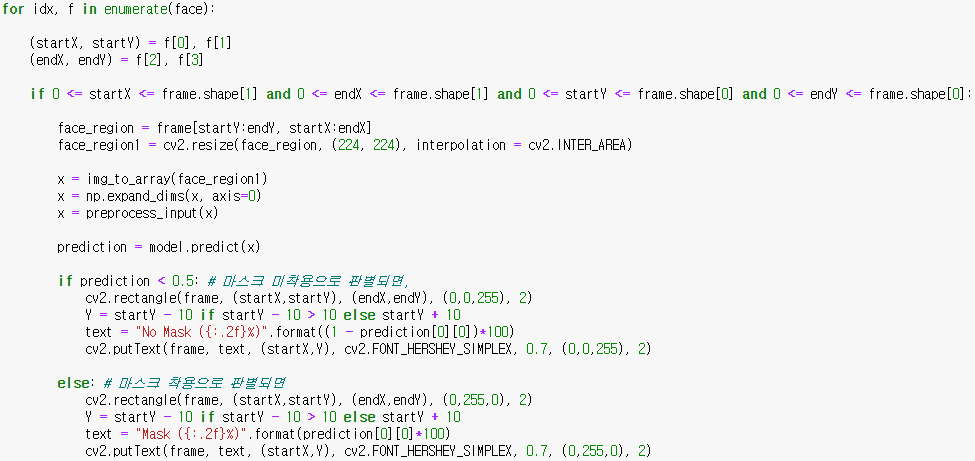 for idx, f in enumerate(face):
(startX, startY) = f[0], f[1]
(endX, endY) = f[2], f[3]
if 0 <= startX <= frame.shape[1] and 0 <= endX <= frame.shape[1] and 0 <= startY <= frame.shape[0] and 0 <= endY <= frame.shape[0]:
face_region = frame[startY:endY, startX:endX]
face_region1 = cv2.resize(face_region, (224, 224), interpolation = cv2.INTER_AREA)
x = img_to_array(face_region1)
x = np.expand_dims(x, axis=0)
x = preprocess_input(x)
prediction = model.predict(x)
if prediction < 0.5: # 마스크 미착용으로 판별되면,
cv2.rectangle(frame, (startX,startY), (endX,endY), (0,0,255), 2)
Y = startY - 10 if startY - 10 > 10 else startY + 10
text = "No Mask ({:.2f}%)".format((1 - prediction[0][0])*100)
cv2.putText(frame, text, (startX,Y), cv2.FONT_HERSHEY_SIMPLEX, 0.7, (0,0,255), 2)
else: # 마스크 착용으로 판별되면
cv2.rectangle(frame, (startX,startY), (endX,endY), (0,255,0), 2)
Y = startY - 10 if startY - 10 > 10 else startY + 10
text = "Mask ({:.2f}%)".format(prediction[0][0]*100)
cv2.putText(frame, text, (startX,Y), cv2.FONT_HERSHEY_SIMPLEX, 0.7, (0,255,0), 2)